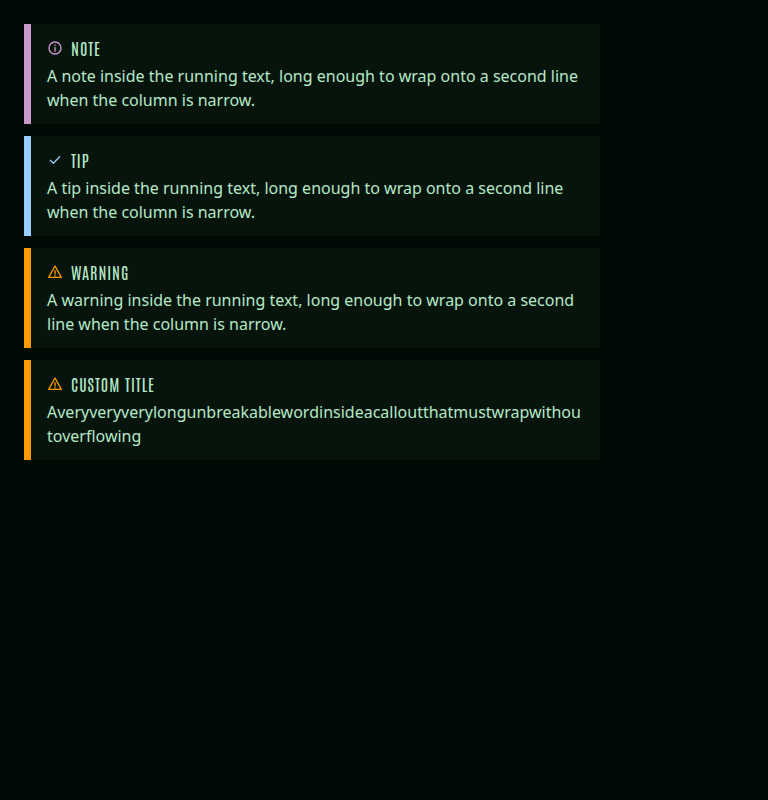 NOTE
A note inside the running text, long enough to wrap onto a second line
when the column is narrow.
TIP
A tip inside the running text, long enough to wrap onto a second line
when the column is narrow.
WARNING
A warning inside the running text, long enough to wrap onto a second
line when the column is narrow.
CUSTOM TITLE
Averyveryverylongunbreakablewordinsideacalloutthatmustwrapwithou
toverflowing